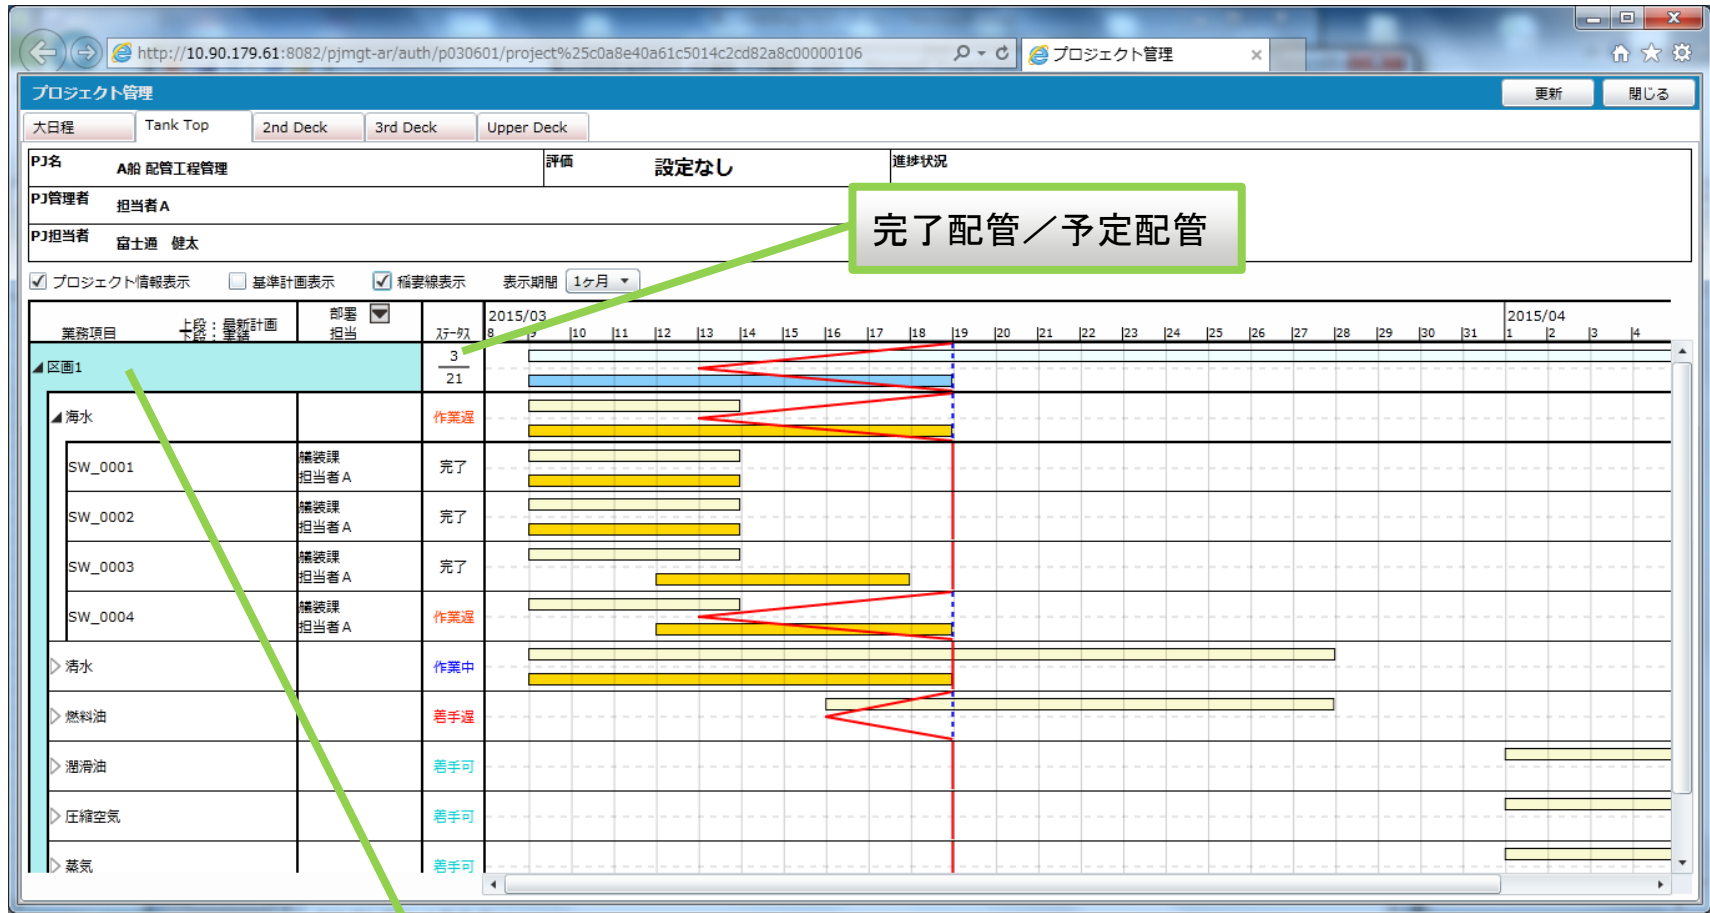 http://10.90.179.61:8082/pjmgt-ar/auth/p030601/project%25c0a8e40a61c5014c2cd82a8c00000106
プロジェクト管理
プロジェクト管理 更新 閉じる
大日程 Tank Top 2nd Deck 3rd Deck Upper Deck
PJ名 A船 配管工程管理 評価 設定なし 進捗状況
PJ管理者 担当者A
PJ担当者 富士通 健太
完了配管／予定配管
プロジェクト情報表示 基準計画表示 稲妻線表示 表示期間 1ヶ月
業務項目 上段：最新計画 下段：実績 部署 担当 ステータス
2015/03 2015/04
8 9 10 11 12 13 14 15 16 17 18 19 20 21 22 23 24 25 26 27 28 29 30 31 1 2 3 4
区画1 3 21
海水 作業遅
SW_0001 艤装課 担当者A 完了
SW_0002 艤装課 担当者A 完了
SW_0003 艤装課 担当者A 完了
SW_0004 艤装課 担当者A 作業遅
清水 作業中
燃料油 着手遅
潤滑油 着手可
圧縮空気 着手可
蒸気 着手可